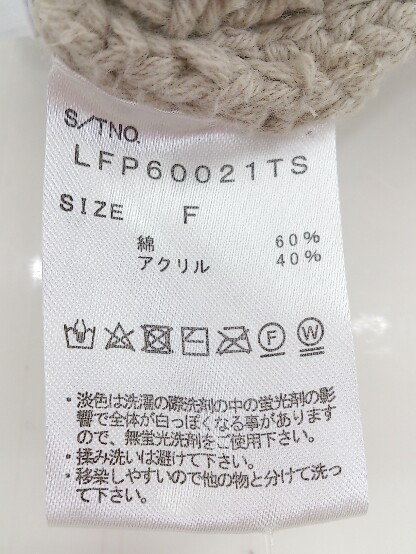 S/TNO.
LFP60021TS
SIZE F
綿 60%
アクリル 40%
F W
・淡色は洗濯の際洗剤の中の蛍光剤の影
響で全体が白っぽくなる事があります
ので、無蛍光洗剤をご使用下さい。
・揉み洗いは避けて下さい。
・移染しやすいので他の物と分けて洗っ
て下さい。